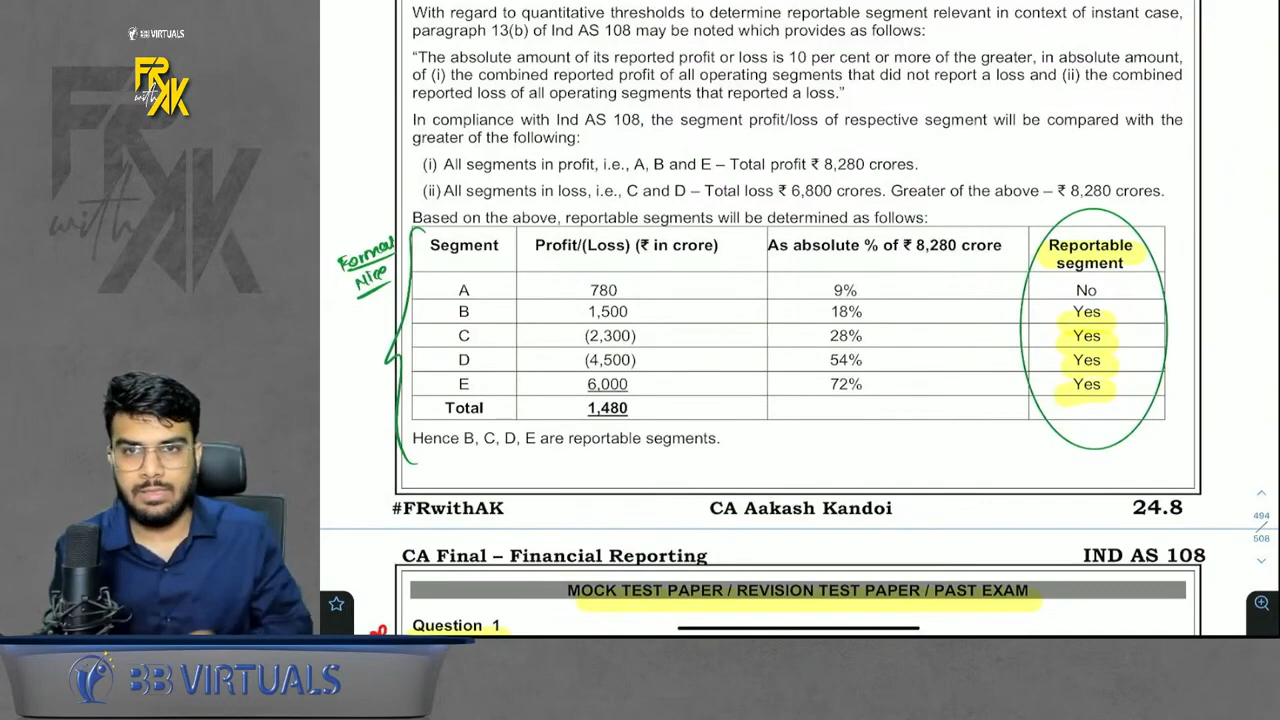 BB VIRTUALS
FR
with
AK
FR
with
AK
With regard to quantitative thresholds to determine reportable segment relevant in context of instant case,
paragraph 13(b) of Ind AS 108 may be noted which provides as follows:
“The absolute amount of its reported profit or loss is 10 per cent or more of the greater, in absolute amount,
of (i) the combined reported profit of all operating segments that did not report a loss and (ii) the combined
reported loss of all operating segments that reported a loss.”
In compliance with Ind AS 108, the segment profit/loss of respective segment will be compared with the
greater of the following:
(i) All segments in profit, i.e., A, B and E – Total profit ₹ 8,280 crores.
(ii) All segments in loss, i.e., C and D – Total loss ₹ 6,800 crores. Greater of the above – ₹ 8,280 crores.
Based on the above, reportable segments will be determined as follows:
Segment Profit/(Loss) (₹ in crore) As absolute % of ₹ 8,280 crore Reportable
segment
A 780 9% No
B 1,500 18% Yes
C (2,300) 28% Yes
D (4,500) 54% Yes
E 6,000 72% Yes
Total 1,480
Hence B, C, D, E are reportable segments.
#FRwithAK CA Aakash Kandoi 24.8
494
508
CA Final – Financial Reporting IND AS 108
MOCK TEST PAPER / REVISION TEST PAPER / PAST EXAM
Question 1
BB VIRTUALS